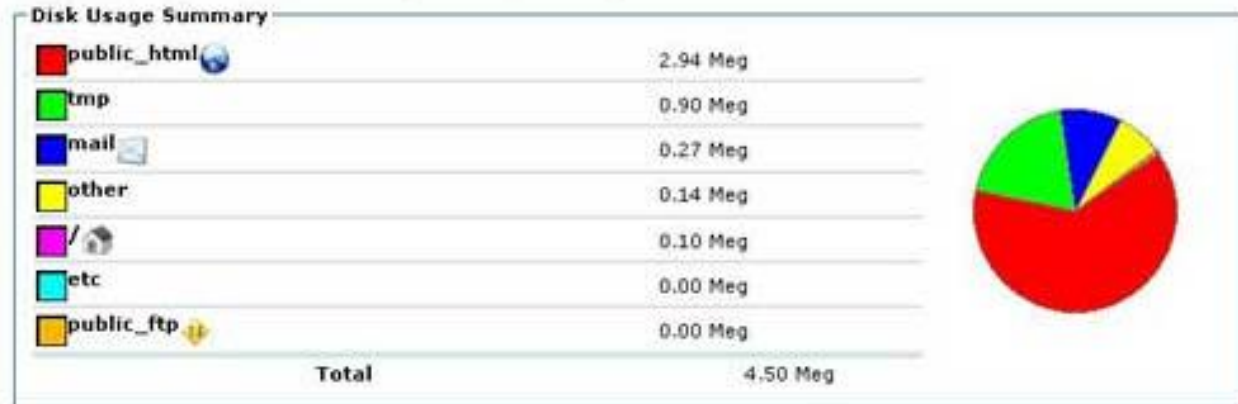 Disk Usage Summary
public_html 2.94 Meg
tmp 0.90 Meg
mail 0.27 Meg
other 0.14 Meg
/ 0.10 Meg
etc 0.00 Meg
public_ftp 0.00 Meg
Total 4.50 Meg